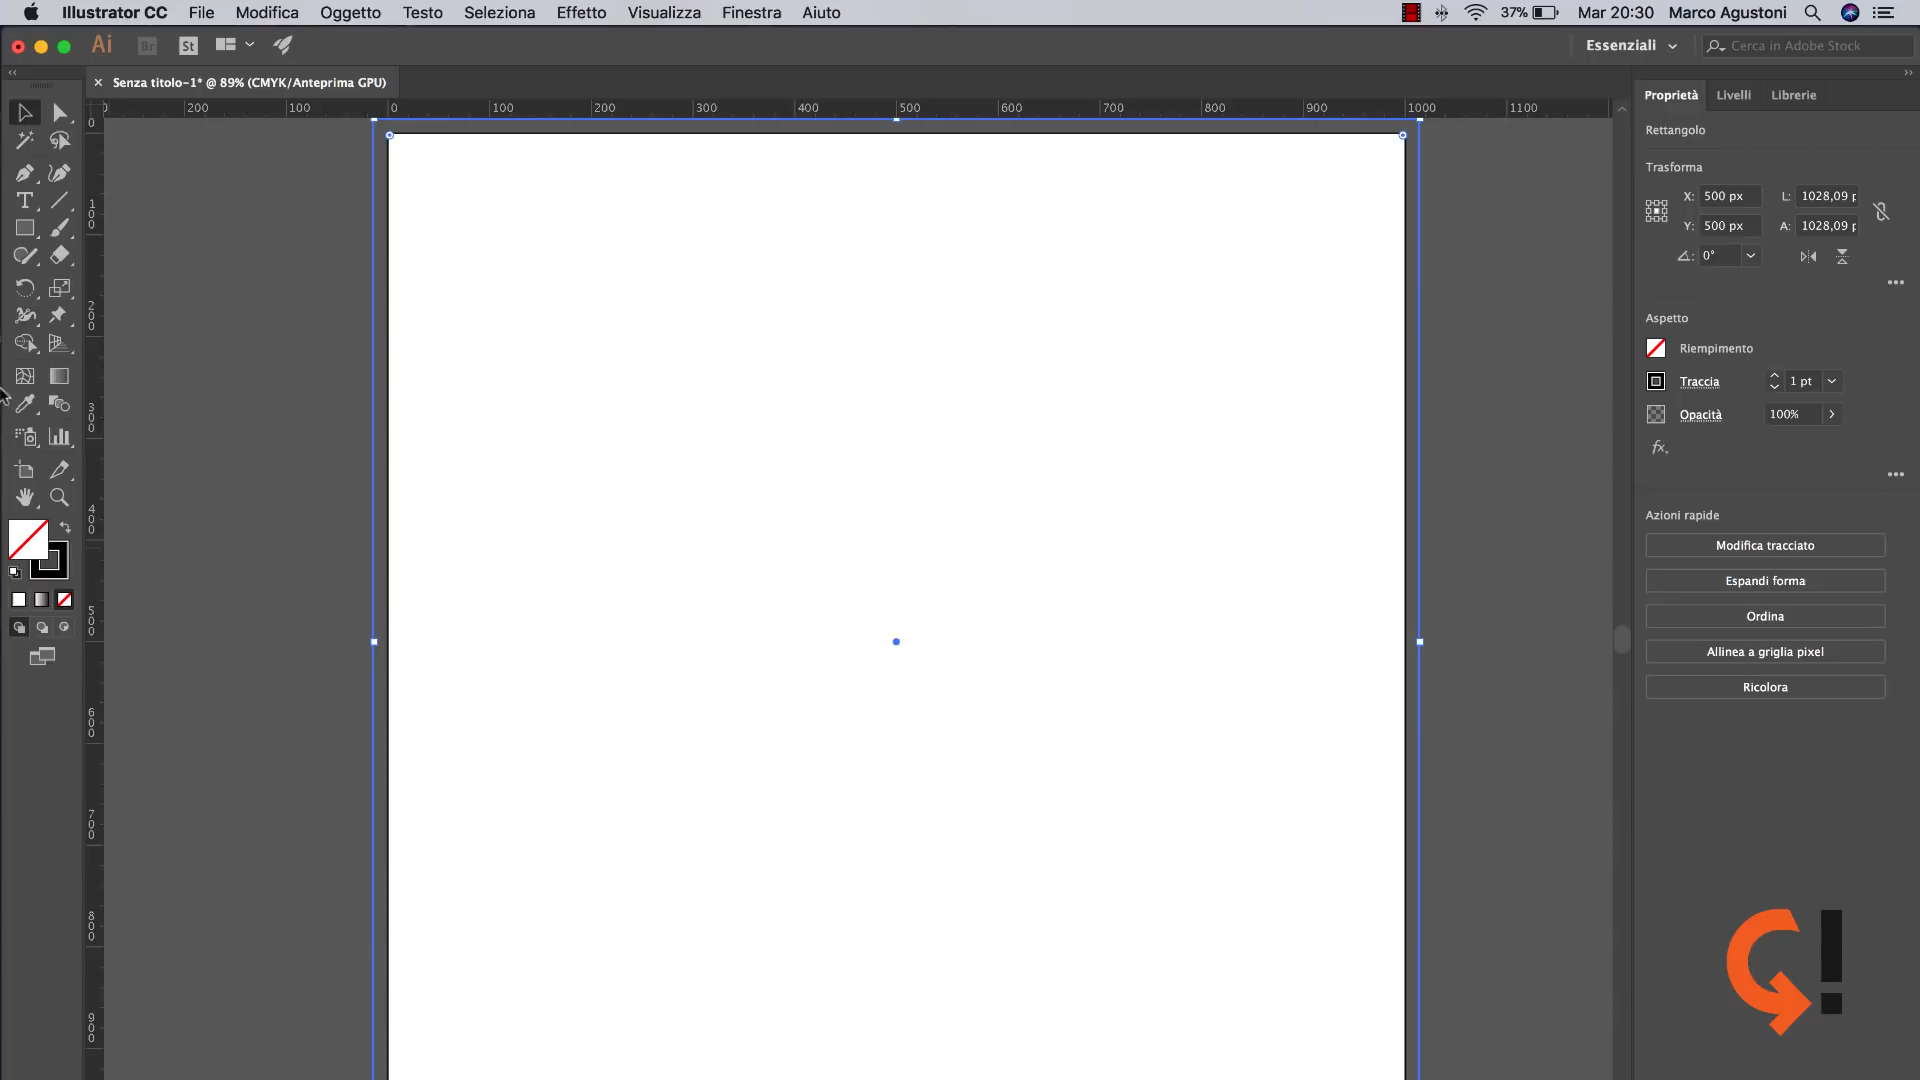 Illustrator CC File Modifica Oggetto Testo Seleziona Effetto Visualizza Finestra Aiuto 37% Mar 20:30 Marco Agustoni
Ai Br St Essenziali Cerca in Adobe Stock
× Senza titolo-1* @ 89% (CMYK/Anteprima GPU)
200 100 0 100 200 300 400 500 600 700 800 900 1000 1100
0
100
200
300
400
500
600
700
800
900
Proprietà Livelli Librerie
Rettangolo
Trasforma
X: 500 px L: 1028,09 p
Y: 500 px A: 1028,09 p
0°
Aspetto
Riempimento
Traccia 1 pt
Opacità 100%
fx
Azioni rapide
Modifica tracciato
Espandi forma
Ordina
Allinea a griglia pixel
Ricolora